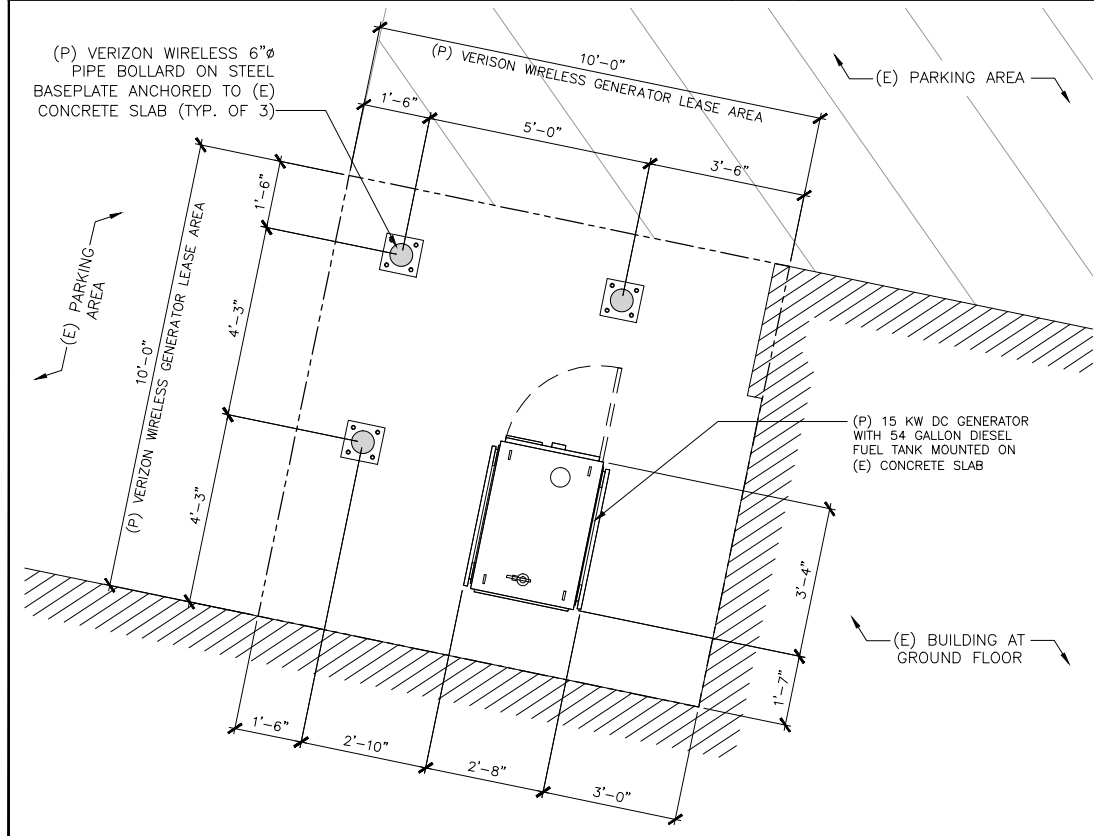 (P) VERIZON WIRELESS 6"ø
PIPE BOLLARD ON STEEL
BASEPLATE ANCHORED TO (E)
CONCRETE SLAB (TYP. OF 3)
10'-0"
(P) VERISON WIRELESS GENERATOR LEASE AREA
(E) PARKING AREA
1'-6"
5'-0"
3'-6"
1'-6"
4'-3"
4'-3"
10'-0"
(P) VERIZON WIRELESS GENERATOR LEASE AREA
(E) PARKING
AREA
(P) 15 KW DC GENERATOR
WITH 54 GALLON DIESEL
FUEL TANK MOUNTED ON
(E) CONCRETE SLAB
3'-4"
1'-7"
(E) BUILDING AT
GROUND FLOOR
1'-6"
2'-10"
2'-8"
3'-0"